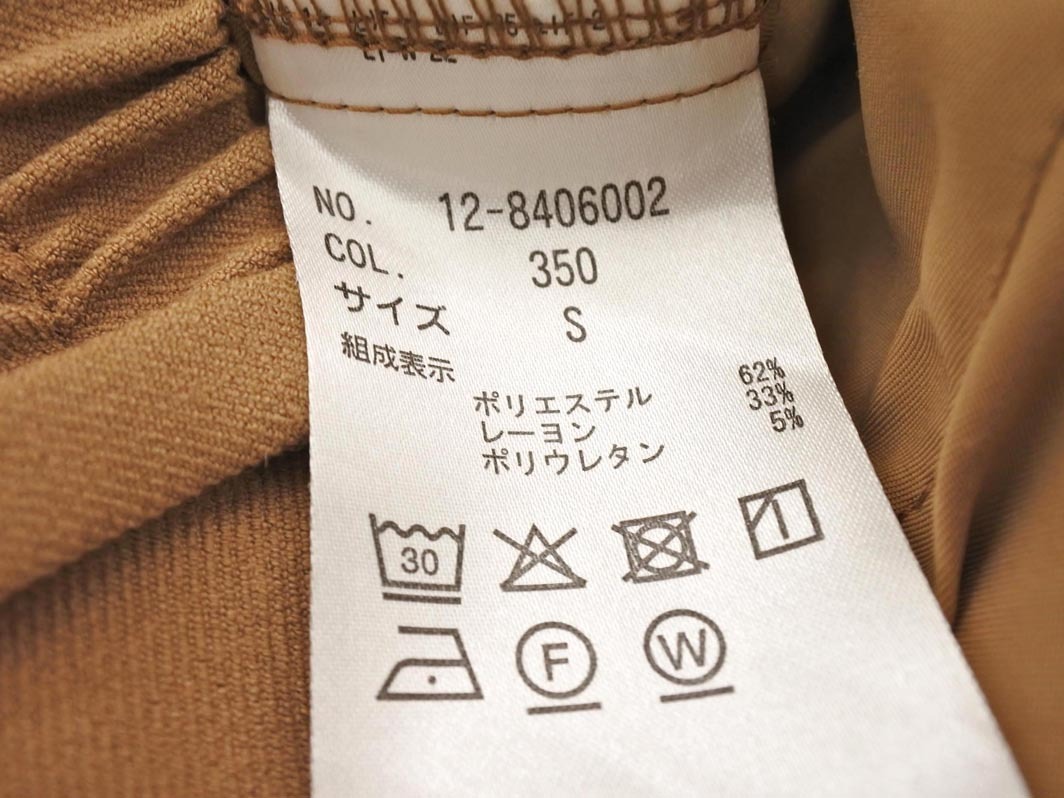 NO. 12-8406002
COL. 350
サイズ S
組成表示
ポリエステル 62%
レーヨン 33%
ポリウレタン 5%
30
F W